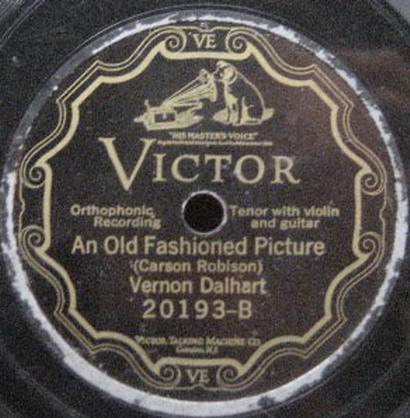 VE
"HIS MASTER'S VOICE"
VICTOR
Orthophonic Recording
Tenor with violin and guitar
An Old Fashioned Picture
(Carson Robison)
Vernon Dalhart
20193-B
VICTOR TALKING MACHINE CO.
Camden, N.J.
VE